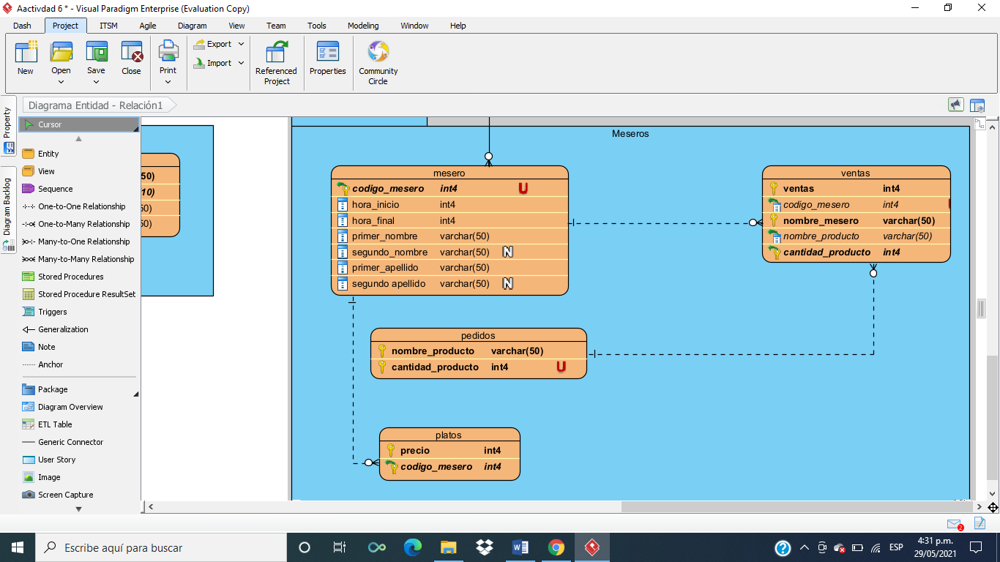 Aactivdad 6 * - Visual Paradigm Enterprise (Evaluation Copy)
Dash Project ITSM Agile Diagram View Team Tools Modeling Window Help
New Open Save Close Print Export Import Referenced Project Properties Community Circle
Diagrama Entidad - Relación1
Property
Diagram Backlog
Cursor
Entity
View
Sequence
One-to-One Relationship
One-to-Many Relationship
Many-to-One Relationship
Many-to-Many Relationship
Stored Procedures
Stored Procedure ResultSet
Triggers
Generalization
Note
Anchor
Package
Diagram Overview
ETL Table
Generic Connector
User Story
Image
Screen Capture
50)
10)
50)
50)
Meseros
mesero
codigo_mesero int4 U
hora_inicio int4
hora_final int4
primer_nombre varchar(50)
segundo_nombre varchar(50) N
primer_apellido varchar(50)
segundo apellido varchar(50) N
ventas
ventas int4
codigo_mesero int4
nombre_mesero varchar(50)
nombre_producto varchar(50)
cantidad_producto int4
pedidos
nombre_producto varchar(50)
cantidad_producto int4 U
platos
precio int4
codigo_mesero int4
2
Escribe aquí para buscar
ESP
4:31 p.m.
29/05/2021